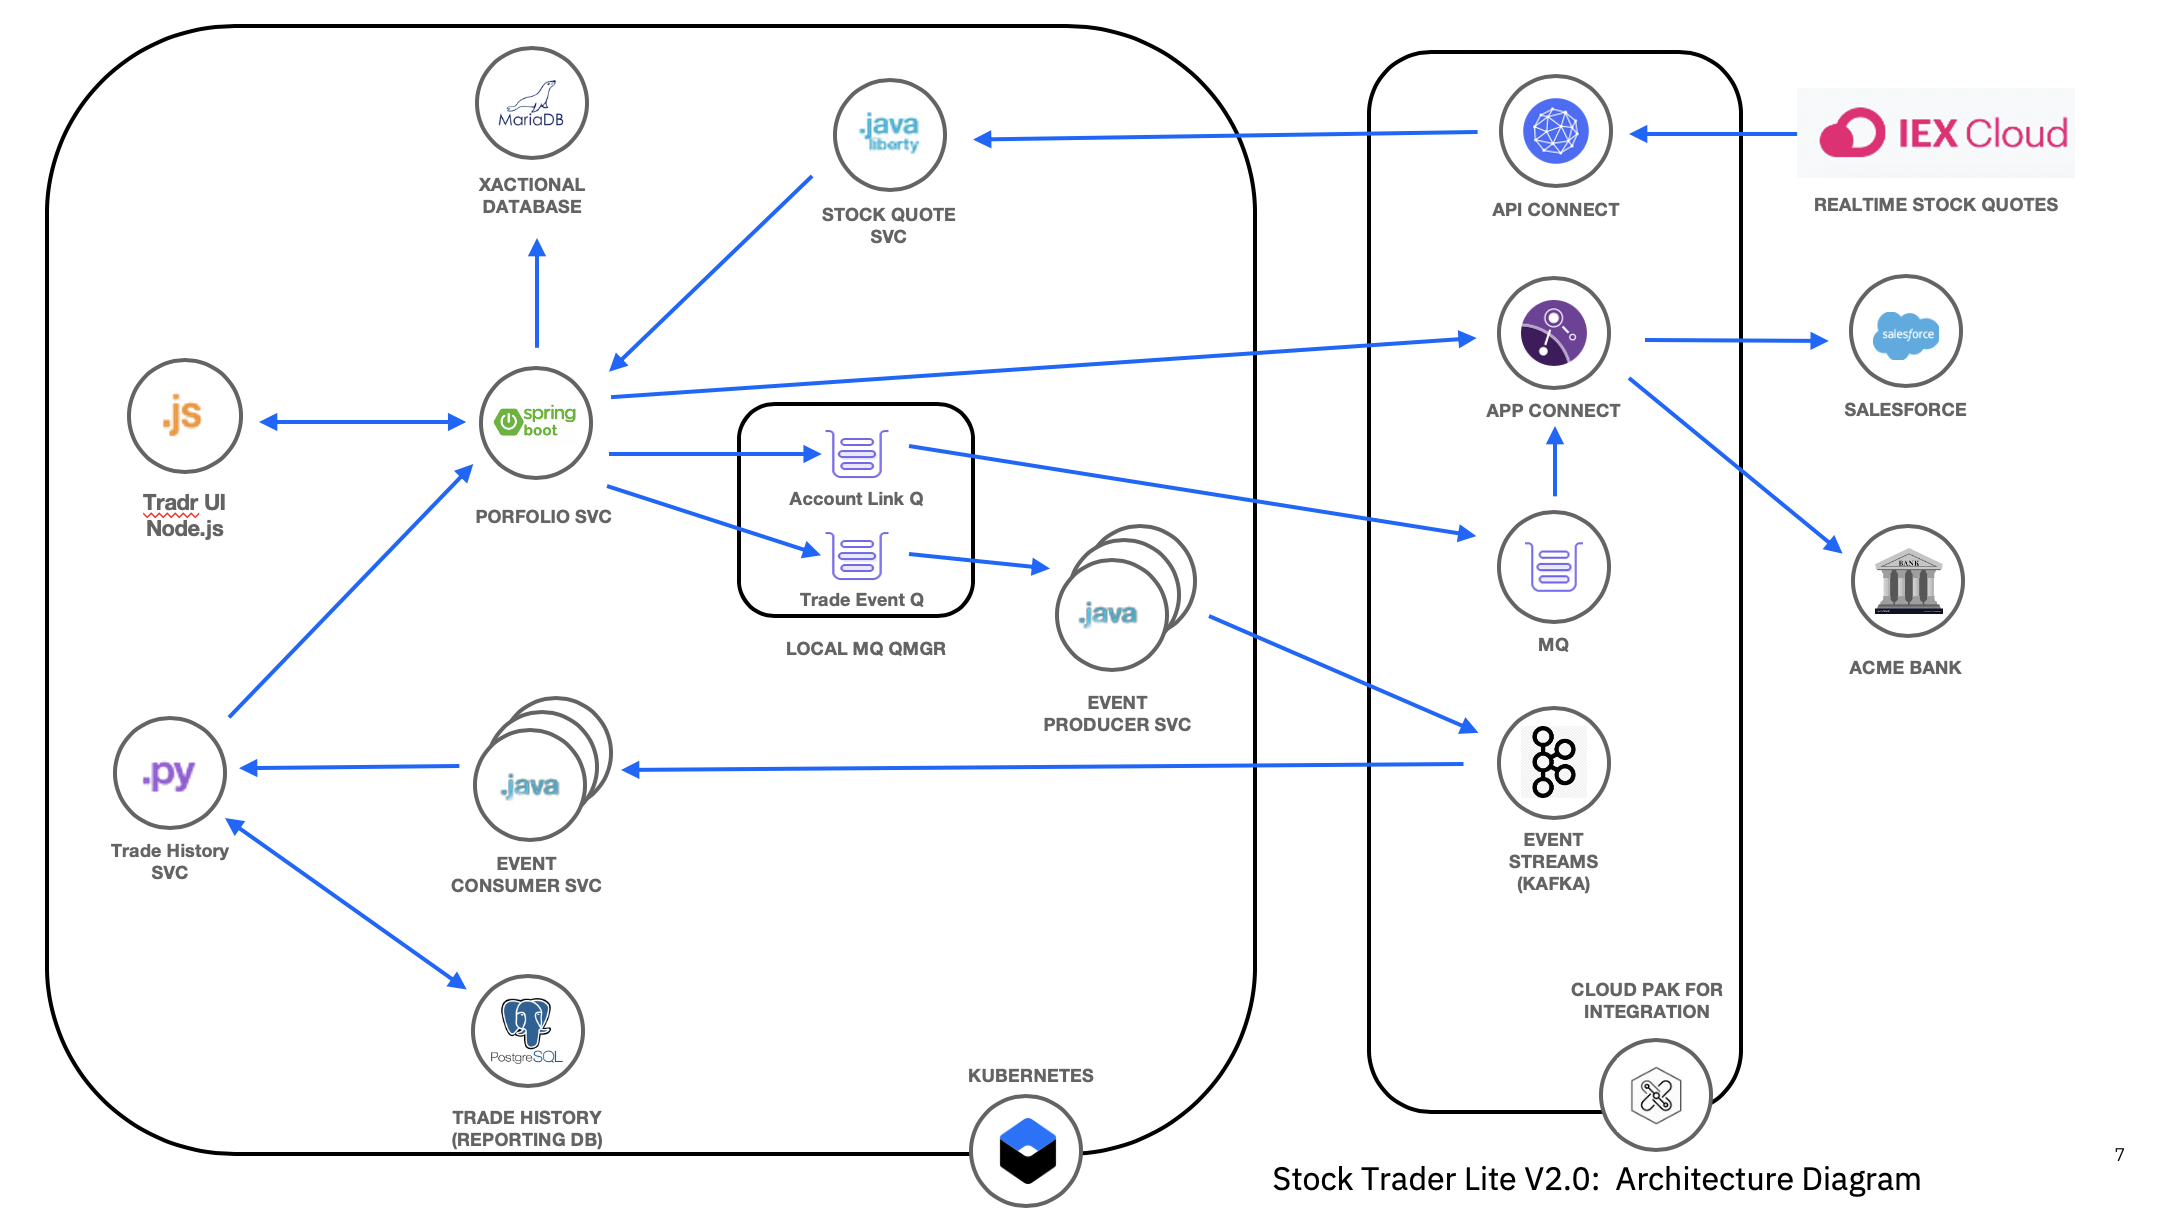 MariaDB
XACTIONAL
DATABASE
.java
liberty
STOCK QUOTE
SVC
API CONNECT
IEX Cloud
REALTIME STOCK QUOTES
.js
Tradr UI
Node.js
spring
boot
PORFOLIO SVC
Account Link Q
Trade Event Q
LOCAL MQ QMGR
.java
EVENT
PRODUCER SVC
APP CONNECT
salesforce
SALESFORCE
MQ
BANK
ACME BANK
.py
Trade History
SVC
.java
EVENT
CONSUMER SVC
EVENT
STREAMS
(KAFKA)
PostgreSQL
TRADE HISTORY
(REPORTING DB)
KUBERNETES
CLOUD PAK FOR
INTEGRATION
7
Stock Trader Lite V2.0: Architecture Diagram